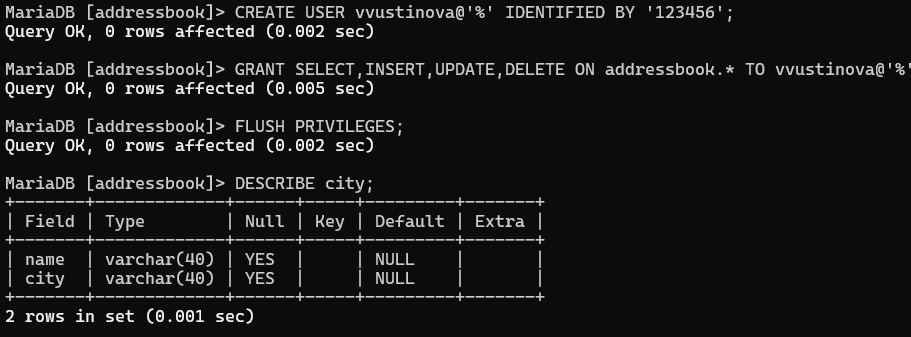 MariaDB [addressbook]> CREATE USER vvustinova@'%' IDENTIFIED BY '123456';
Query OK, 0 rows affected (0.002 sec)

MariaDB [addressbook]> GRANT SELECT,INSERT,UPDATE,DELETE ON addressbook.* TO vvustinova@'%'
Query OK, 0 rows affected (0.005 sec)

MariaDB [addressbook]> FLUSH PRIVILEGES;
Query OK, 0 rows affected (0.002 sec)

MariaDB [addressbook]> DESCRIBE city;
+-------+-------------+------+-----+---------+-------+
| Field | Type        | Null | Key | Default | Extra |
+-------+-------------+------+-----+---------+-------+
| name  | varchar(40) | YES  |     | NULL    |       |
| city  | varchar(40) | YES  |     | NULL    |       |
+-------+-------------+------+-----+---------+-------+
2 rows in set (0.001 sec)